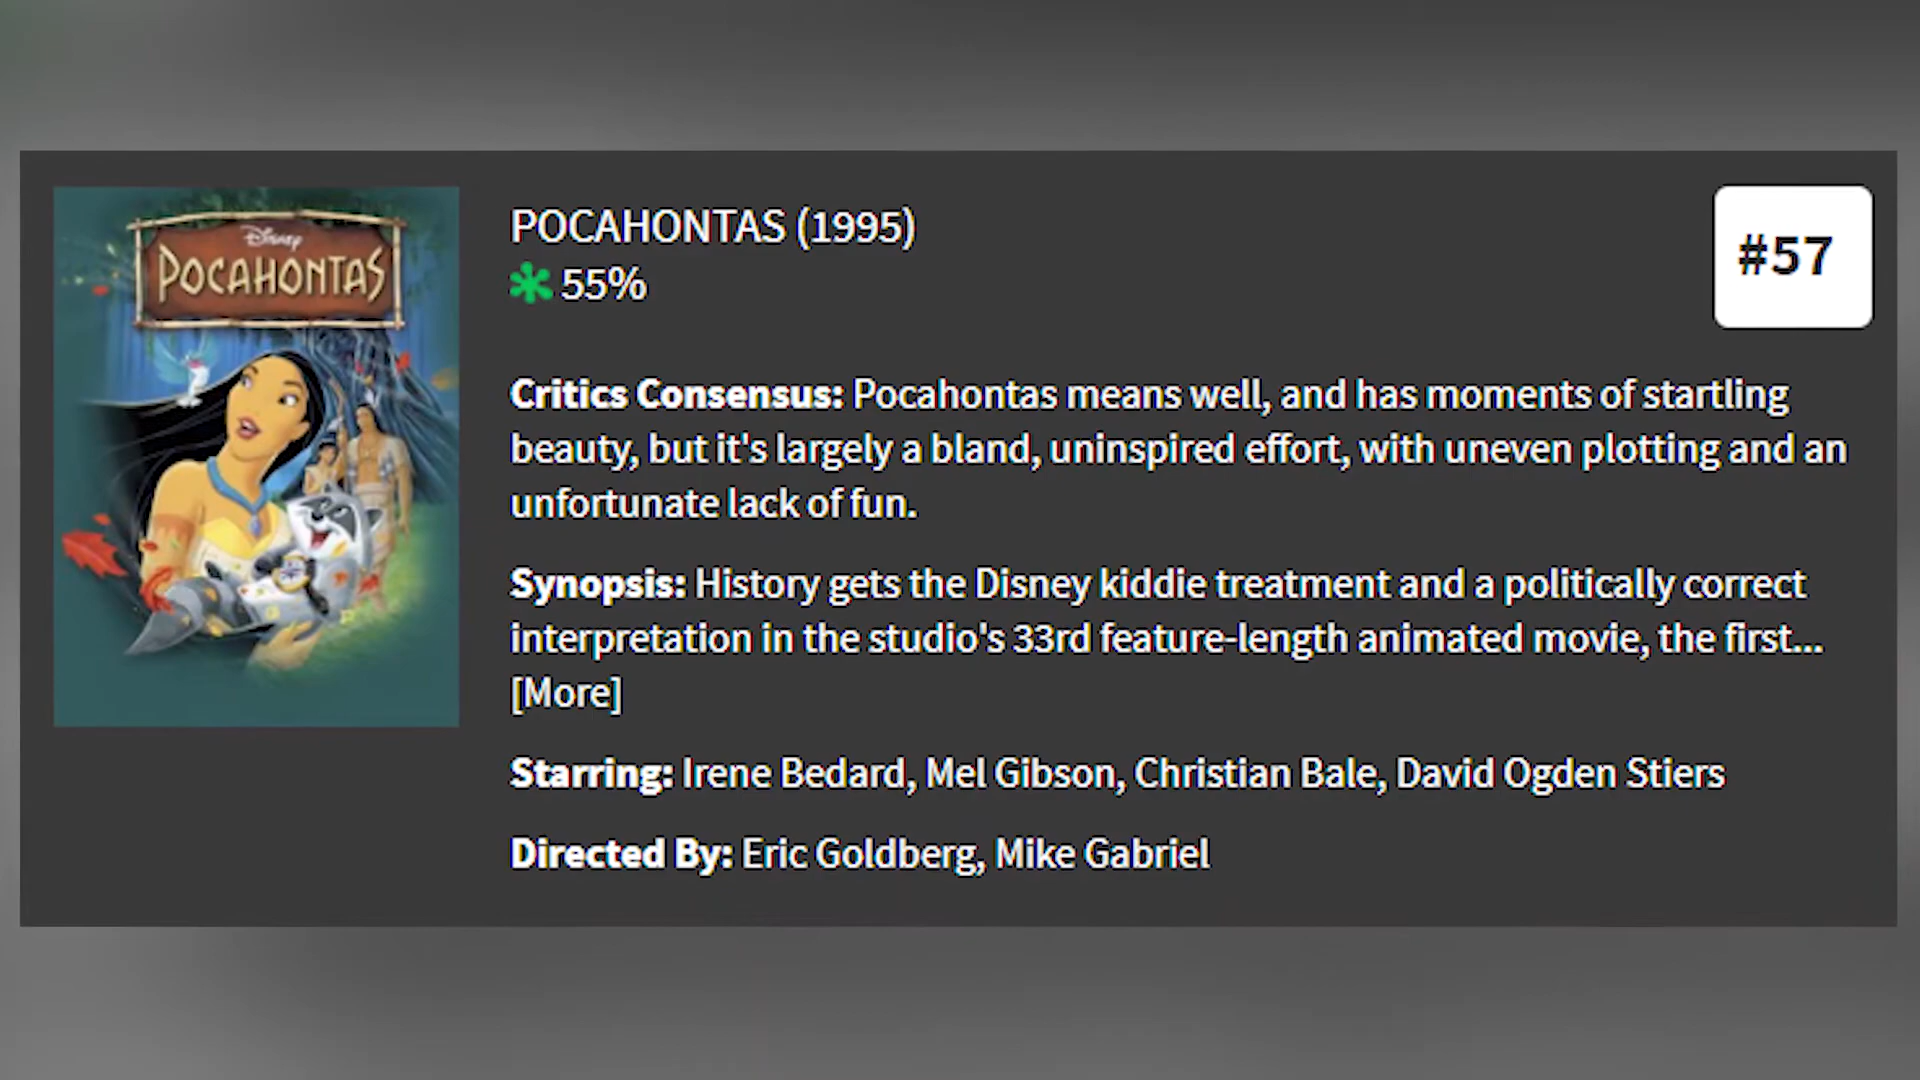 Disney
POCAHONTAS
POCAHONTAS (1995)
55%
#57
Critics Consensus: Pocahontas means well, and has moments of startling
beauty, but it's largely a bland, uninspired effort, with uneven plotting and an
unfortunate lack of fun.
Synopsis: History gets the Disney kiddie treatment and a politically correct
interpretation in the studio's 33rd feature-length animated movie, the first...
[More]
Starring: Irene Bedard, Mel Gibson, Christian Bale, David Ogden Stiers
Directed By: Eric Goldberg, Mike Gabriel